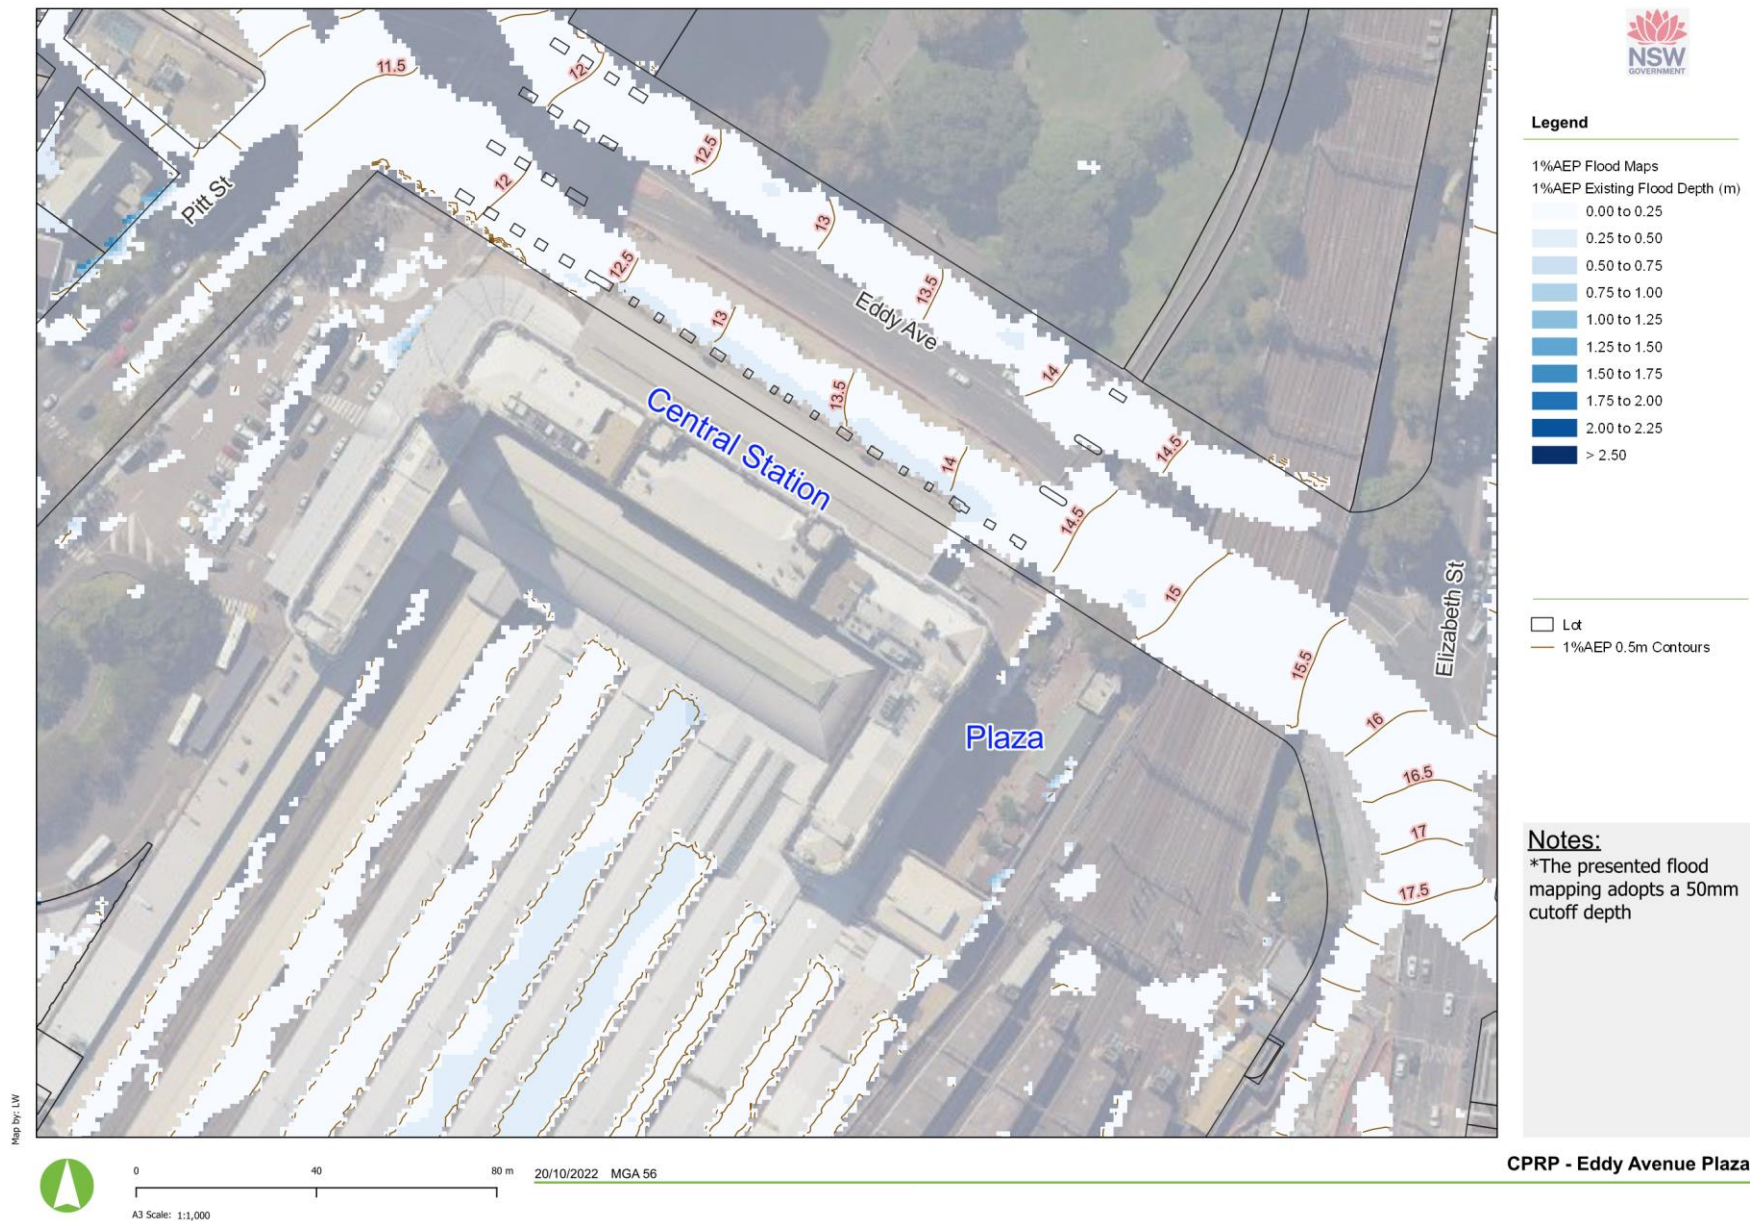 NSW
GOVERNMENT
Legend
1%AEP Flood Maps
1%AEP Existing Flood Depth (m)
0.00 to 0.25
0.25 to 0.50
0.50 to 0.75
0.75 to 1.00
1.00 to 1.25
1.25 to 1.50
1.50 to 1.75
1.75 to 2.00
2.00 to 2.25
> 2.50
Lot
1%AEP 0.5m Contours
Notes:
*The presented flood
mapping adopts a 50mm
cutoff depth
11.5
12
12.5
13
13.5
14
14.5
12
12.5
13
13.5
14
14.5
15
15.5
16
16.5
17
17.5
Pitt St
Eddy Ave
Elizabeth St
Central Station
Plaza
Map by: LW
0 40 80 m
A3 Scale: 1:1,000
20/10/2022 MGA 56
CPRP - Eddy Avenue Plaza